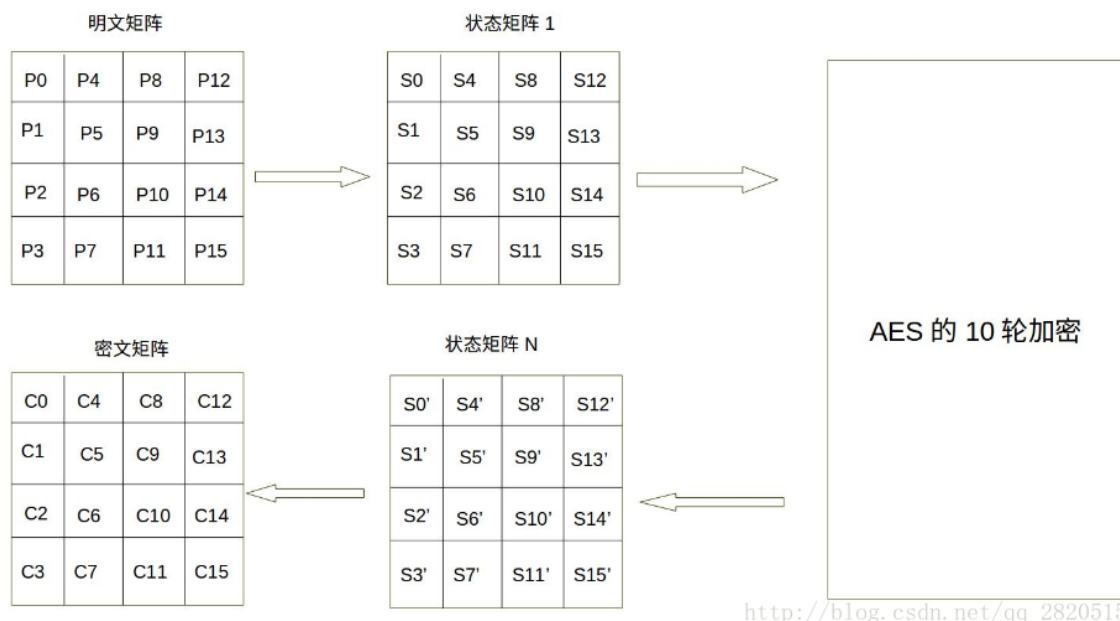 明文矩阵 状态矩阵 1
P0 P4 P8 P12 S0 S4 S8 S12
P1 P5 P9 P13 S1 S5 S9 S13
P2 P6 P10 P14 S2 S6 S10 S14
P3 P7 P11 P15 S3 S7 S11 S15
AES 的 10 轮加密
密文矩阵 状态矩阵 N
C0 C4 C8 C12 S0’ S4’ S8’ S12’
C1 C5 C9 C13 S1’ S5’ S9’ S13’
C2 C6 C10 C14 S2’ S6’ S10’ S14’
C3 C7 C11 C15 S3’ S7’ S11’ S15’
http://blog.csdn.net/qq_2820515